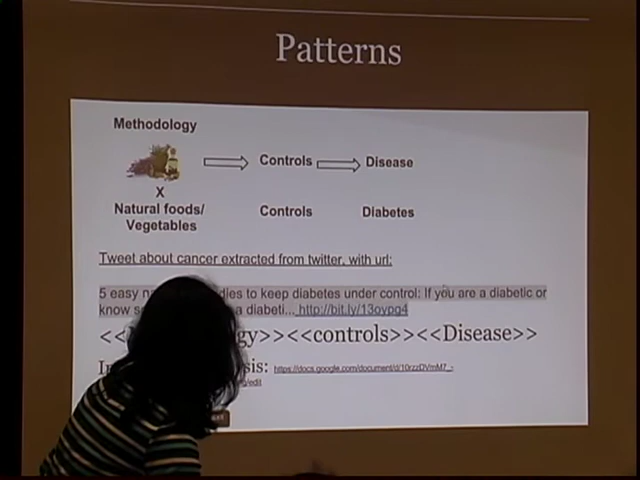 Patterns
Methodology
Controls Disease
X
Natural foods/ Controls Diabetes
Vegetables
Tweet about cancer extracted from twitter, with url:
5 easy dies to keep diabetes under control: If you are a diabetic or
know a diabeti... http://bit.ly/13oypg4
<< gy>><<controls>><<Disease>>
sis:
/edit